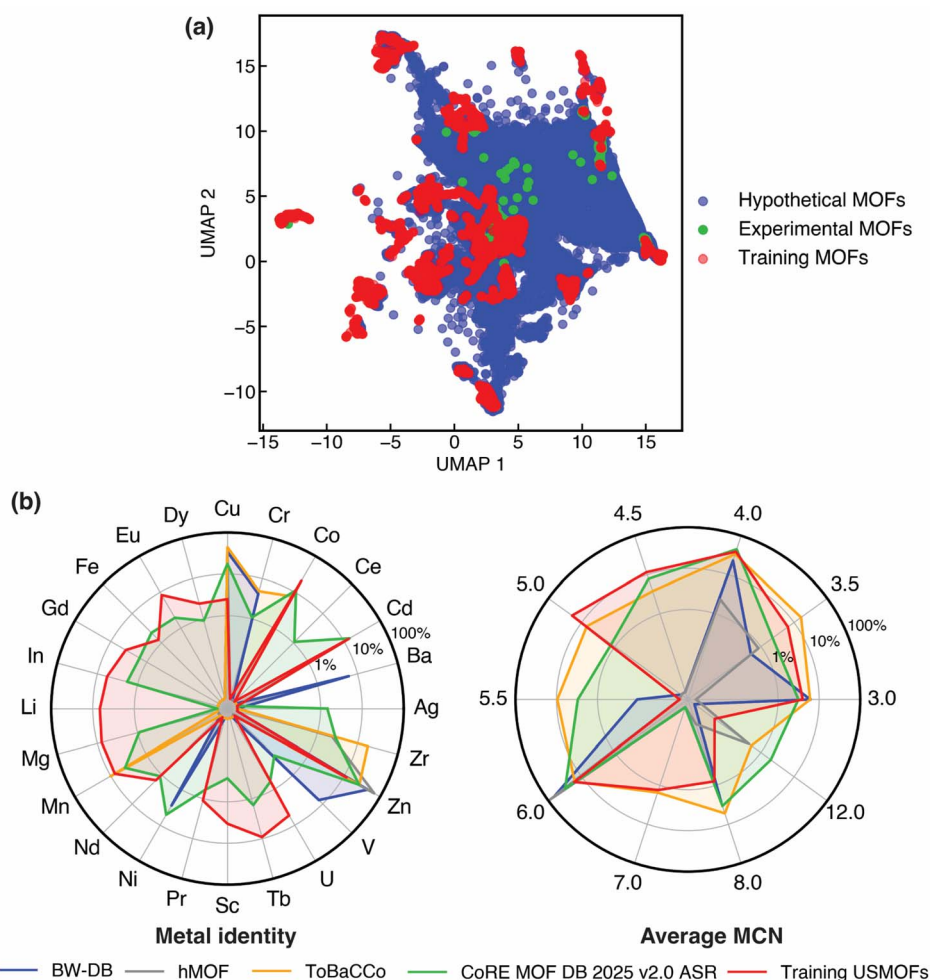 (a)
15
10
5
0
−5
−10
UMAP 2
−15 −10 −5 0 5 10 15
UMAP 1
Hypothetical MOFs
Experimental MOFs
Training MOFs
(b)
Cu
Cr
Co
Ce
Cd
Ba
Ag
Zr
Zn
V
U
Tb
Sc
Pr
Ni
Nd
Mn
Mg
Li
In
Gd
Fe
Eu
Dy
1%
10%
100%
Metal identity
4.0
3.5
3.0
12.0
8.0
7.0
6.0
5.5
5.0
4.5
1%
10%
100%
Average MCN
BW-DB hMOF ToBaCCo CoRE MOF DB 2025 v2.0 ASR Training USMOFs